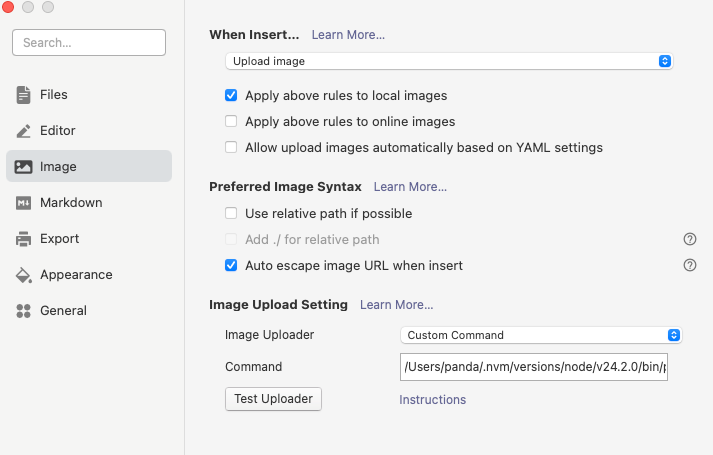 Search...
Files
Editor
Image
Markdown
Export
Appearance
General
When Insert... Learn More...
Upload image
Apply above rules to local images
Apply above rules to online images
Allow upload images automatically based on YAML settings
Preferred Image Syntax Learn More...
Use relative path if possible
Add ./ for relative path
Auto escape image URL when insert
Image Upload Setting Learn More...
Image Uploader Custom Command
Command /Users/panda/.nvm/versions/node/v24.2.0/bin/
Test Uploader Instructions